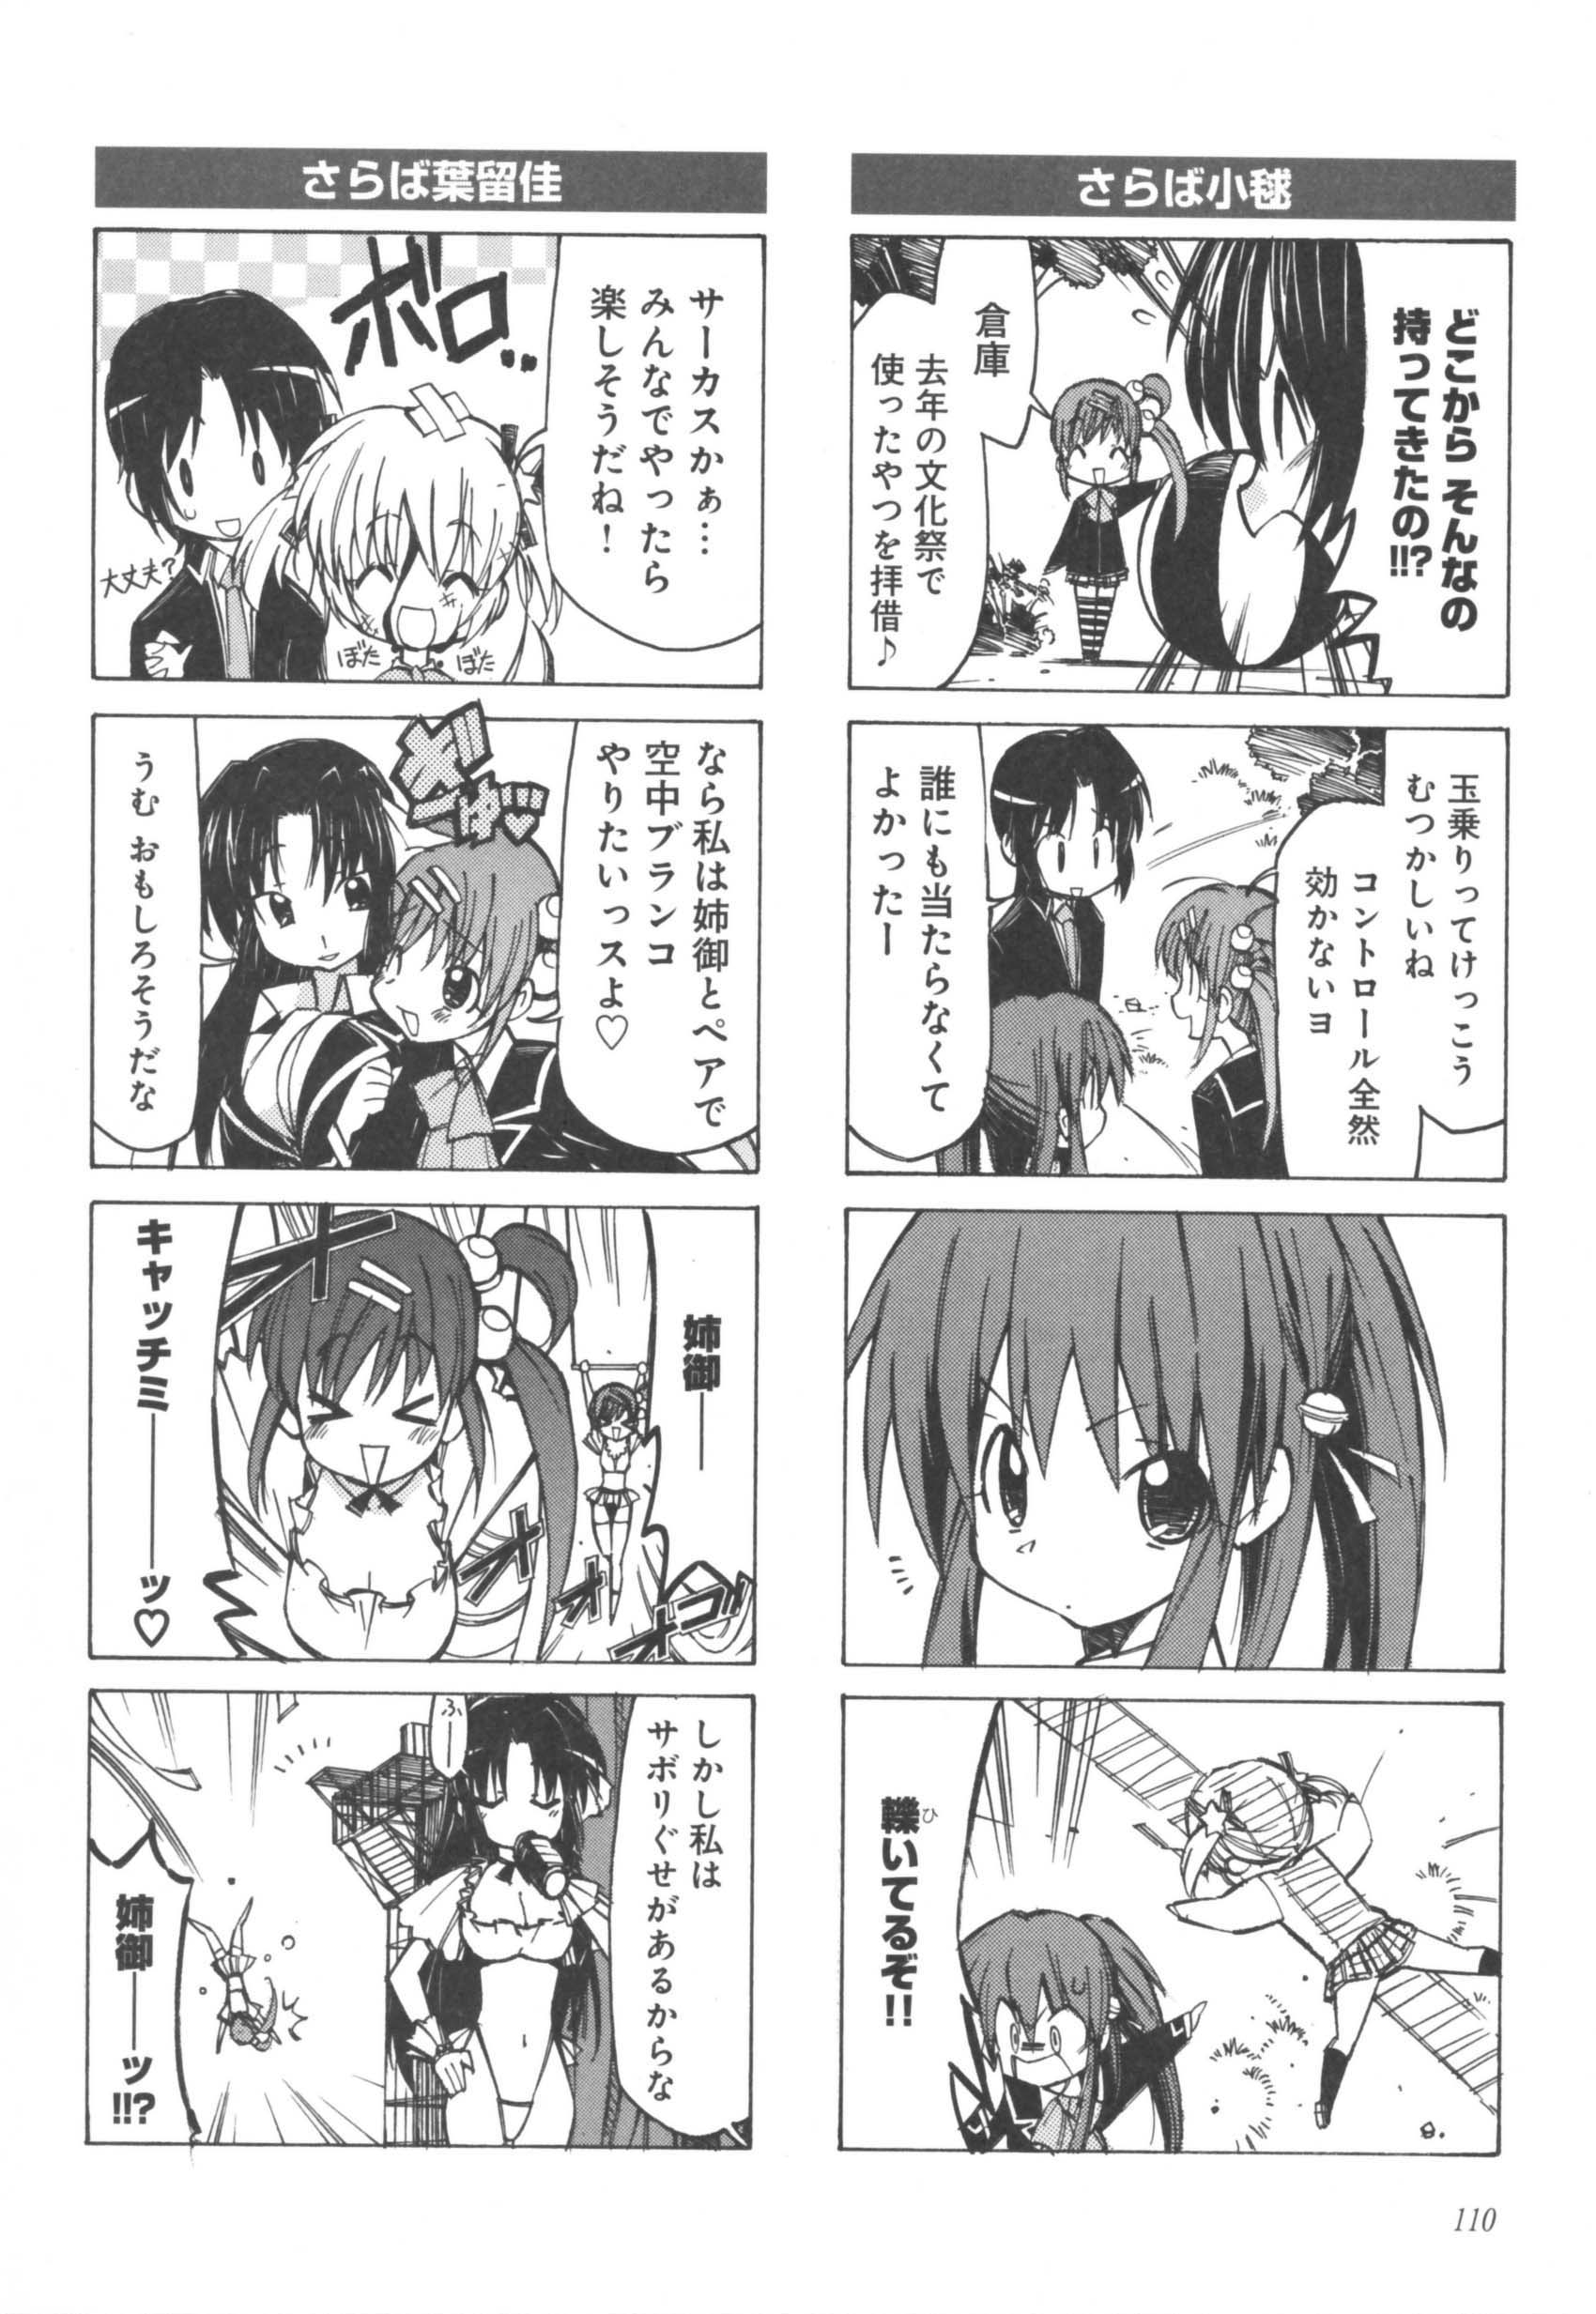 さらば小毬
どこから そんなの
持ってきたの!!?
倉庫
去年の文化祭で
使ったやつを拝借♪
玉乗りってけっこう
むつかしいね
コントロール全然
効かないヨ
誰にも当たらなくて
よかったー
轢いてるぞ!!
ひ
さらば葉留佳
サーカスかぁ…
みんなでやったら
楽しそうだね!
ボロ…
大丈夫?
ぼた
ぼた
なら私は姉御とペアで
空中ブランコ
やりたいっスよ♡
うむ おもしろそうだな
姉御――
キャッチミ――――ッ♡
オオオオ
しかし私は
サボりぐせがあるからな
ふー
姉御――ッ!!?
110